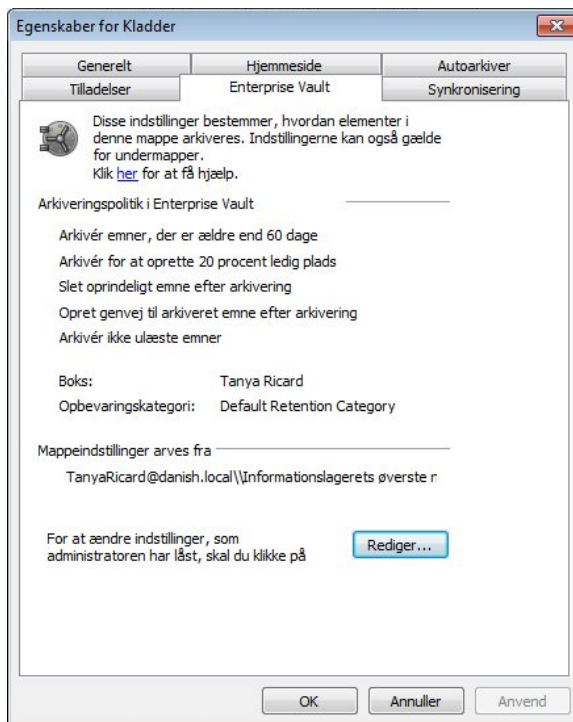 Egenskaber for Kladder
Generelt Hjemmeside Autoarkiver
Tilladelser Enterprise Vault Synkronisering
Disse indstillinger bestemmer, hvordan elementer i
denne mappe arkiveres. Indstillingerne kan også gælde
for undermapper.
Klik her for at få hjælp.
Arkiveringspolitik i Enterprise Vault
Arkivér emner, der er ældre end 60 dage
Arkivér for at oprette 20 procent ledig plads
Slet oprindeligt emne efter arkivering
Opret genvej til arkiveret emne efter arkivering
Arkivér ikke ulæste emner
Boks: Tanya Ricard
Opbevaringskategori: Default Retention Category
Mappeindstillinger arves fra
TanyaRicard@danish.local\\Informationslagerets øverste
For at ændre indstillinger, som
administratoren har låst, skal du klikke på
Rediger...
OK Annuller Anvend